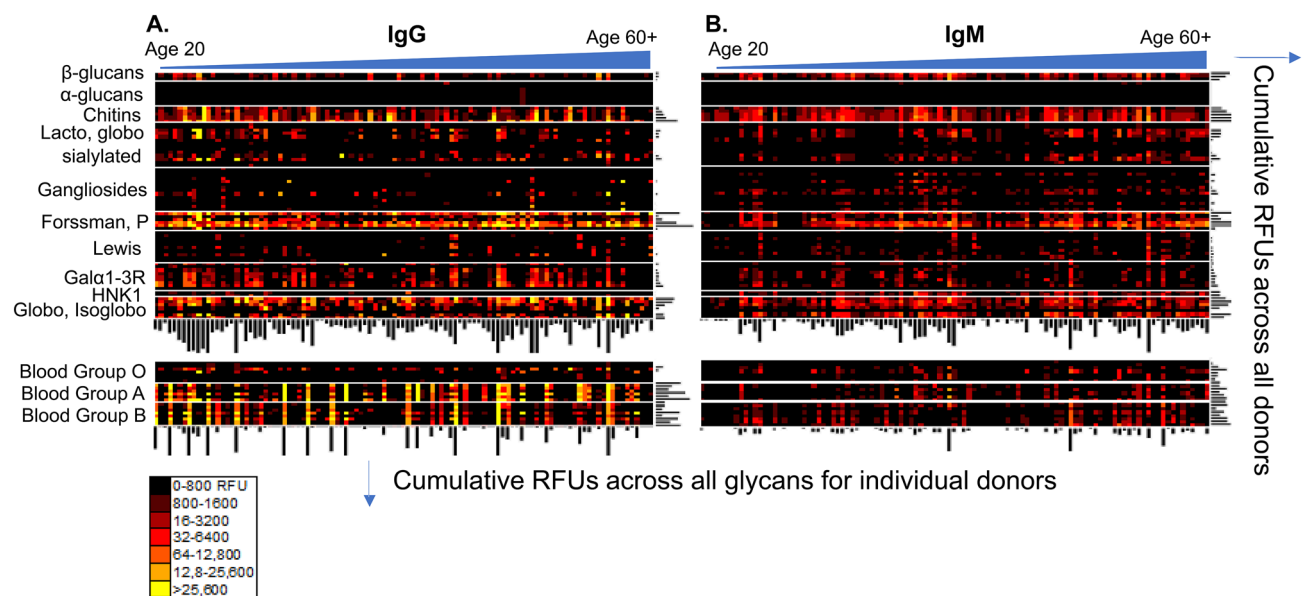 A.
IgG
Age 20
Age 60+
B.
IgM
Age 20
Age 60+
β-glucans
α-glucans
Chitins
Lacto, globo
sialylated
Gangliosides
Forssman, P
Lewis
Galα1-3R
HNK1
Globo, Isoglobo
Blood Group O
Blood Group A
Blood Group B
Cumulative RFUs across all donors
Cumulative RFUs across all glycans for individual donors
0-800 RFU
800-1600
16-3200
32-6400
64-12,800
12,8-25,600
>25,600